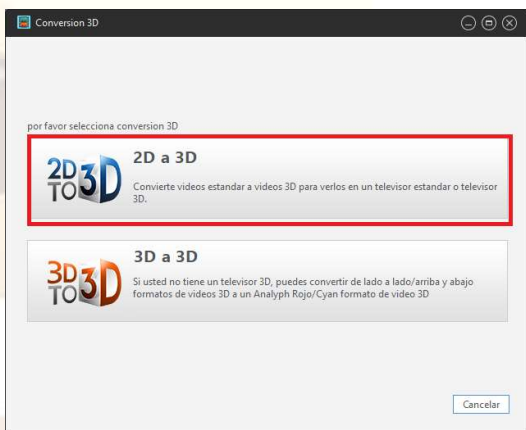 Conversion 3D
por favor selecciona conversion 3D
2D TO 3D
2D a 3D
Convierte videos estandar a videos 3D para verlos en un televisor estandar o televisor
3D.
3D TO 3D
3D a 3D
Si usted no tiene un televisor 3D, puedes convertir de lado a lado/arriba y abajo
formatos de videos 3D a un Analyph Rojo/Cyan formato de video 3D
Cancelar